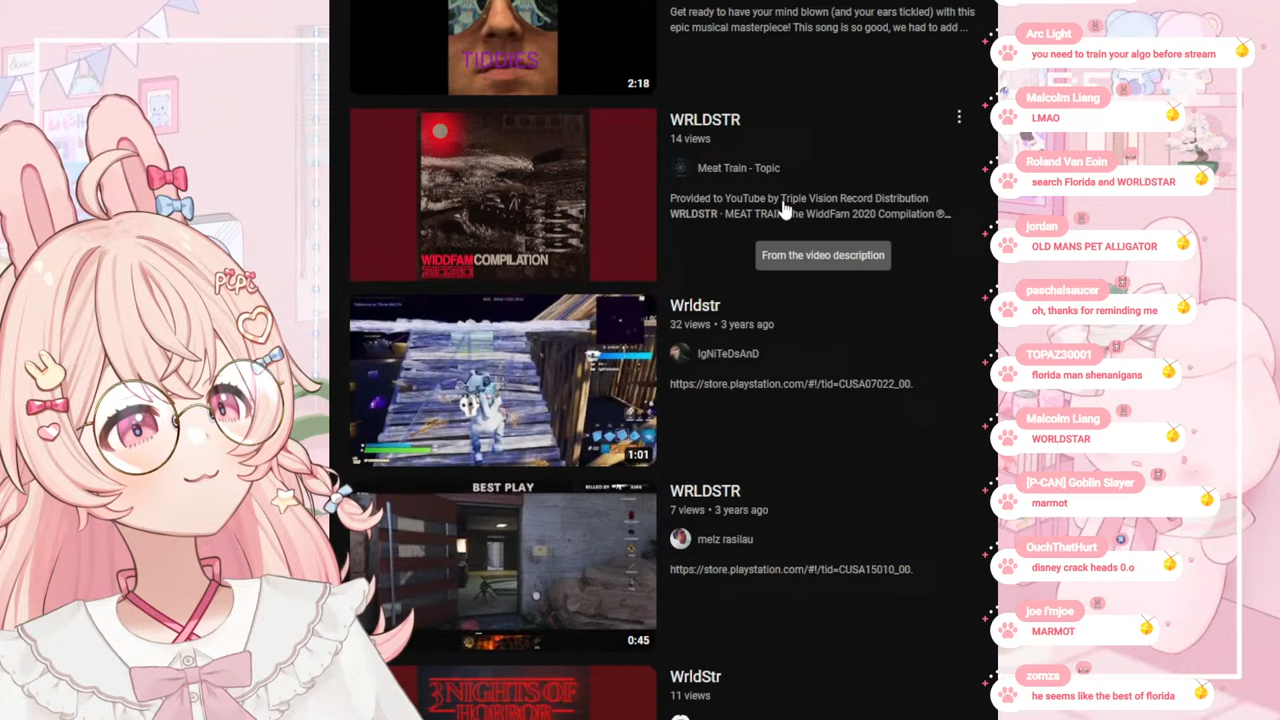 pipi
TIDDIES
2:18
Get ready to have your mind blown (and your ears tickled) with this
epic musical masterpiece! This song is so good, we had to add ...
WIDDFAMCOMPILATION
2020
WRLDSTR
14 views
Meat Train - Topic
Provided to YouTube by Triple Vision Record Distribution
WRLDSTR · MEAT TRAIN he WiddFam 2020 Compilation ℗...
From the video description
1:01
Wrldstr
32 views • 3 years ago
IgNiTeDsAnD
https://store.playstation.com/#!/tid=CUSA07022_00.
BEST PLAY
0:45
WRLDSTR
7 views • 3 years ago
melz rasilau
https://store.playstation.com/#!/tid=CUSA15010_00.
3 NIGHTS OF
HORROR
WrldStr
11 views
Arc Light
you need to train your algo before stream
Malcolm Liang
LMAO
Roland Van Eoin
search Florida and WORLDSTAR
jordan
OLD MANS PET ALLIGATOR
paschalsaucer
oh, thanks for reminding me
TOPAZ30001
florida man shenanigans
Malcolm Liang
WORLDSTAR
[P-CAN] Goblin Slayer
marmot
OuchThatHurt
disney crack heads 0.o
joe i'mjoe
MARMOT
zomza
he seems like the best of florida